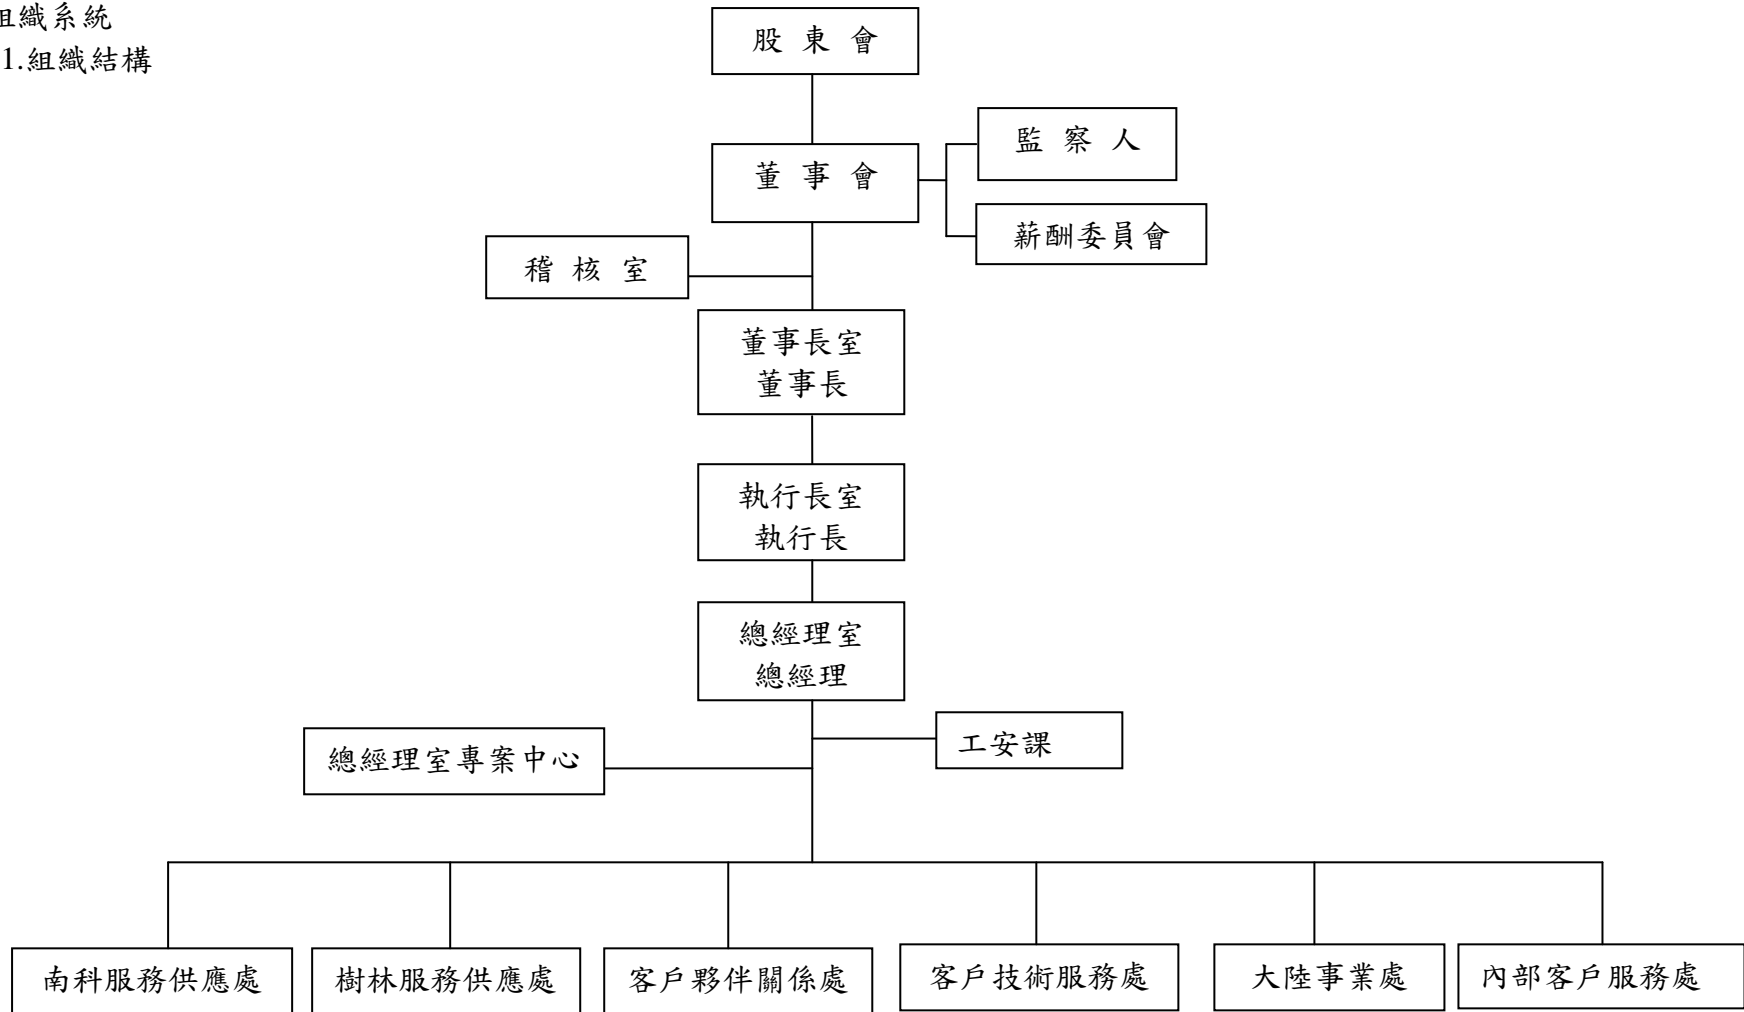 組織系統
1.組織結構
股 東 會
監 察 人
董 事 會
薪酬委員會
稽 核 室
董事長室
董事長
執行長室
執行長
總經理室
總經理
工安課
總經理室專案中心
南科服務供應處
樹林服務供應處
客戶夥伴關係處
客戶技術服務處
大陸事業處
內部客戶服務處